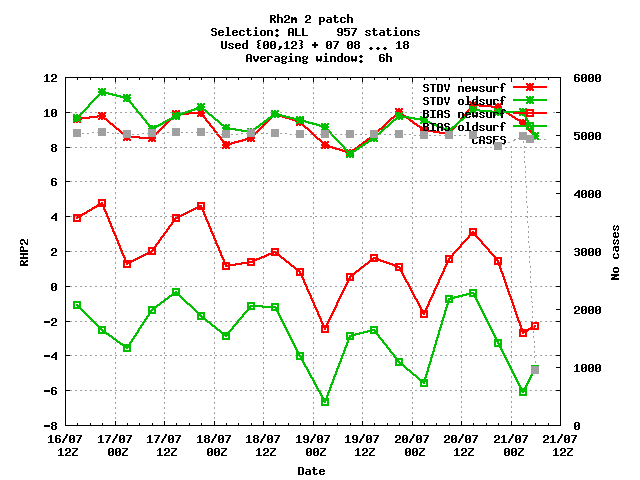 Rh2m 2 patch
Selection: ALL    957 stations
Used {00,12} + 07 08 ... 18
Averaging window:  6h
STDV newsurf
STDV oldsurf
BIAS newsurf
BIAS oldsurf
CASES
12
10
8
6
4
2
0
-2
-4
-6
-8
RHP2
6000
5000
4000
3000
2000
1000
0
No cases
16/07 17/07 17/07 18/07 18/07 19/07 19/07 20/07 20/07 21/07 21/07
12Z 00Z 12Z 00Z 12Z 00Z 12Z 00Z 12Z 00Z 12Z
Date